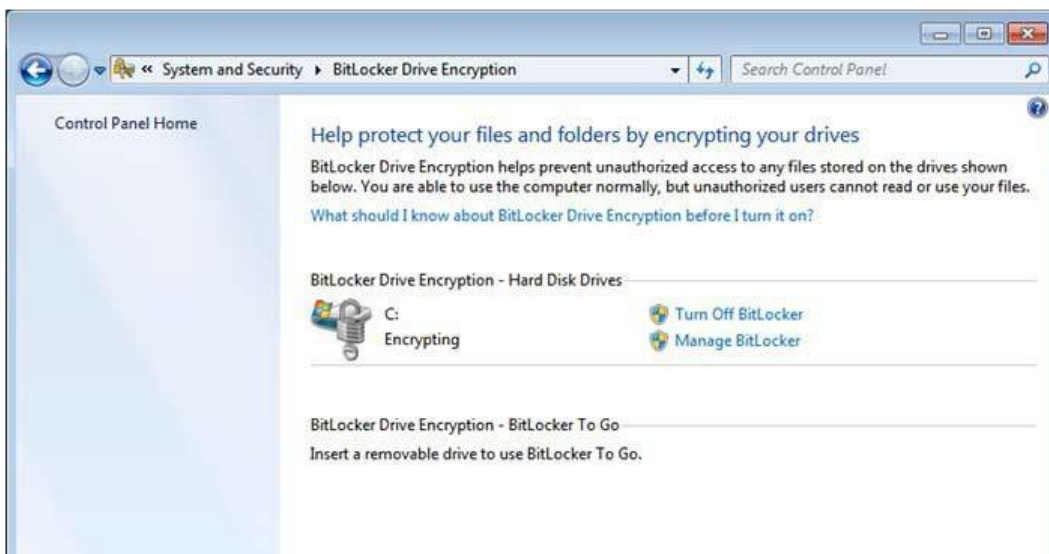 « System and Security ▸ BitLocker Drive Encryption
Search Control Panel
Control Panel Home
Help protect your files and folders by encrypting your drives
BitLocker Drive Encryption helps prevent unauthorized access to any files stored on the drives shown
below. You are able to use the computer normally, but unauthorized users cannot read or use your files.
What should I know about BitLocker Drive Encryption before I turn it on?
BitLocker Drive Encryption - Hard Disk Drives
C:
Encrypting
Turn Off BitLocker
Manage BitLocker
BitLocker Drive Encryption - BitLocker To Go
Insert a removable drive to use BitLocker To Go.